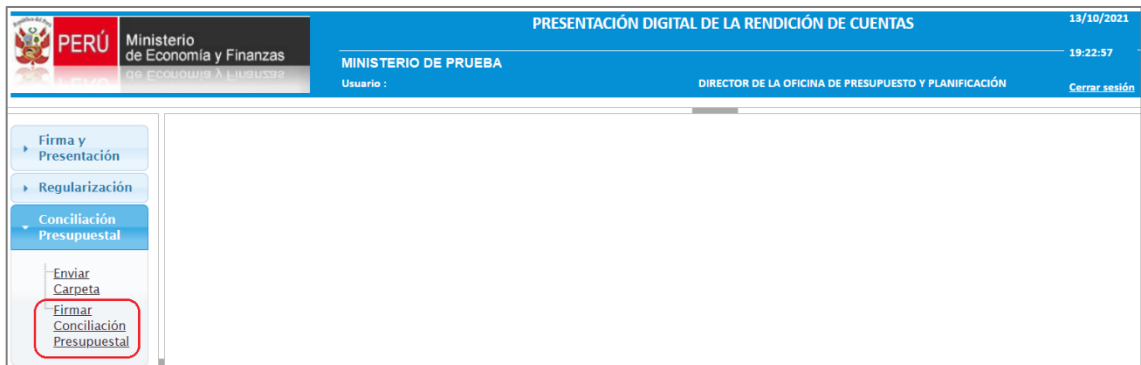 PRESENTACIÓN DIGITAL DE LA RENDICIÓN DE CUENTAS
13/10/2021
PERÚ
Ministerio
de Economía y Finanzas
19:22:57
MINISTERIO DE PRUEBA
Usuario :
DIRECTOR DE LA OFICINA DE PRESUPUESTO Y PLANIFICACIÓN
Cerrar sesión
Firma y
Presentación
Regularización
Conciliación
Presupuestal
Enviar
Carpeta
Firmar
Conciliación
Presupuestal